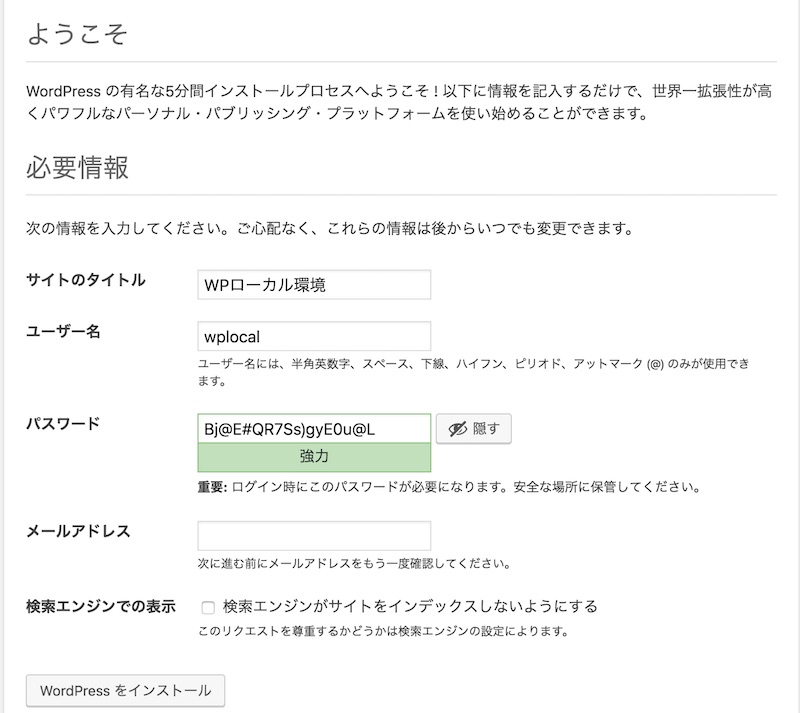 ようこそ
WordPress の有名な5分間インストールプロセスへようこそ ! 以下に情報を記入するだけで、世界一拡張性が高
くパワフルなパーソナル・パブリッシング・プラットフォームを使い始めることができます。
必要情報
次の情報を入力してください。ご心配なく、これらの情報は後からいつでも変更できます。
サイトのタイトル
WPローカル環境
ユーザー名
wplocal
ユーザー名には、半角英数字、スペース、下線、ハイフン、ピリオド、アットマーク (@) のみが使用でき
ます。
パスワード
Bj@E#QR7Ss)gyE0u@L
隠す
強力
重要: ログイン時にこのパスワードが必要になります。安全な場所に保管してください。
メールアドレス
次に進む前にメールアドレスをもう一度確認してください。
検索エンジンでの表示
検索エンジンがサイトをインデックスしないようにする
このリクエストを尊重するかどうかは検索エンジンの設定によります。
WordPress をインストール